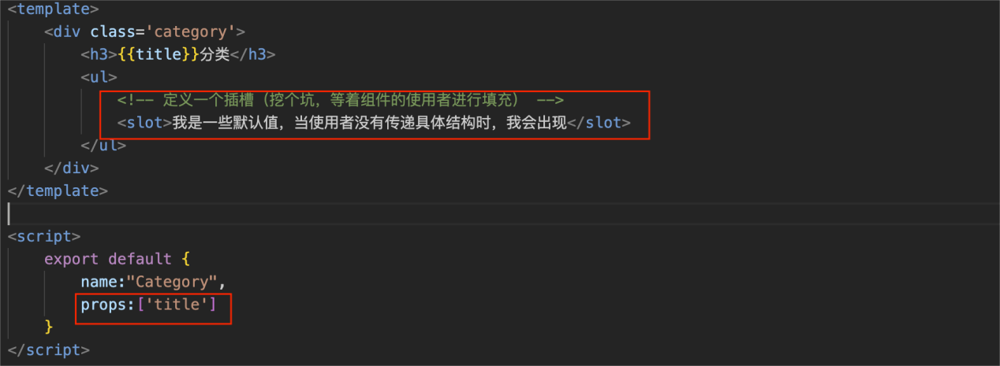 <template>
<div class='category'>
<h3>{{title}}分类</h3>
<ul>
<!-- 定义一个插槽（挖个坑，等着组件的使用者进行填充） -->
<slot>我是一些默认值，当使用者没有传递具体结构时，我会出现</slot>
</ul>
</div>
</template>
<script>
export default {
name:"Category",
props:['title']
}
</script>